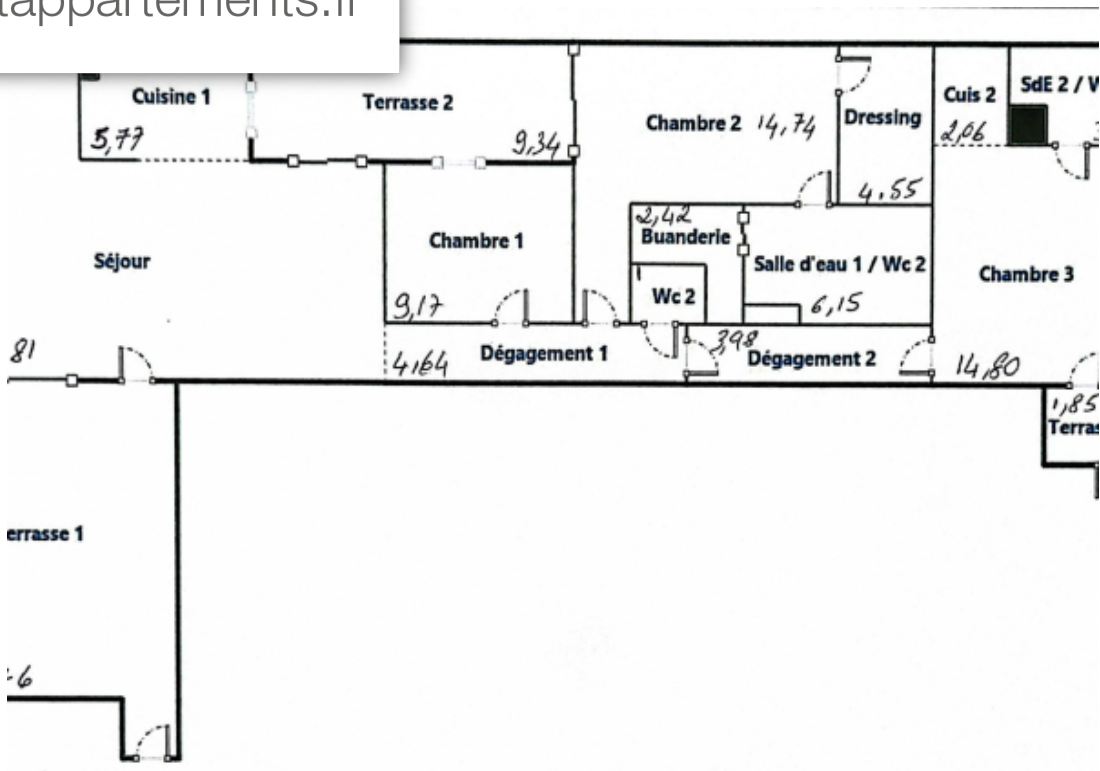 tappartements.fr
Cuisine 1
5,77
Terrasse 2
9,34
Chambre 2 14,74
Dressing
4.55
Cuis 2
2,06
SdE 2 / W
Séjour
81
Chambre 1
9,17
2,42
Buanderie
Wc 2
Salle d'eau 1 / Wc 2
6,15
Chambre 3
14,80
4,64
Dégagement 1
3,98
Dégagement 2
1,85
Terras
errasse 1
6